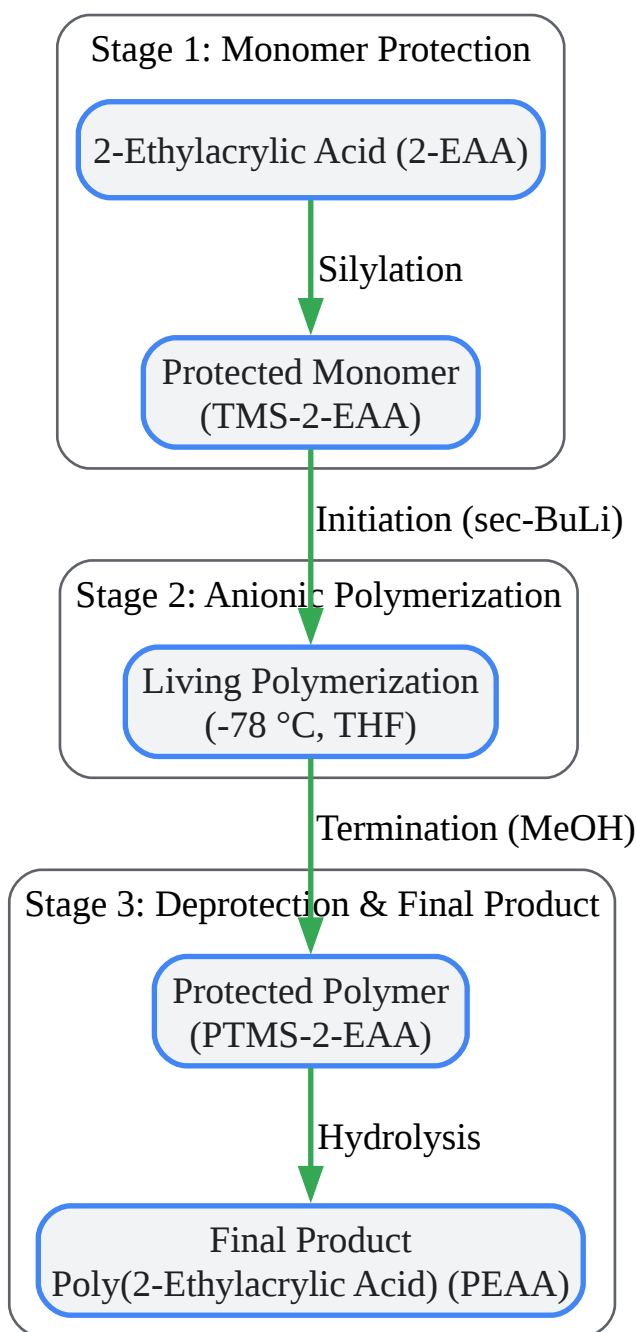 Stage 1: Monomer Protection
2-Ethylacrylic Acid (2-EAA)
Silylation
Protected Monomer
(TMS-2-EAA)
Initiation (sec-BuLi)
Stage 2: Anionic Polymerization
Living Polymerization
(-78 °C, THF)
Termination (MeOH)
Stage 3: Deprotection & Final Product
Protected Polymer
(PTMS-2-EAA)
Hydrolysis
Final Product
Poly(2-Ethylacrylic Acid) (PEAA)